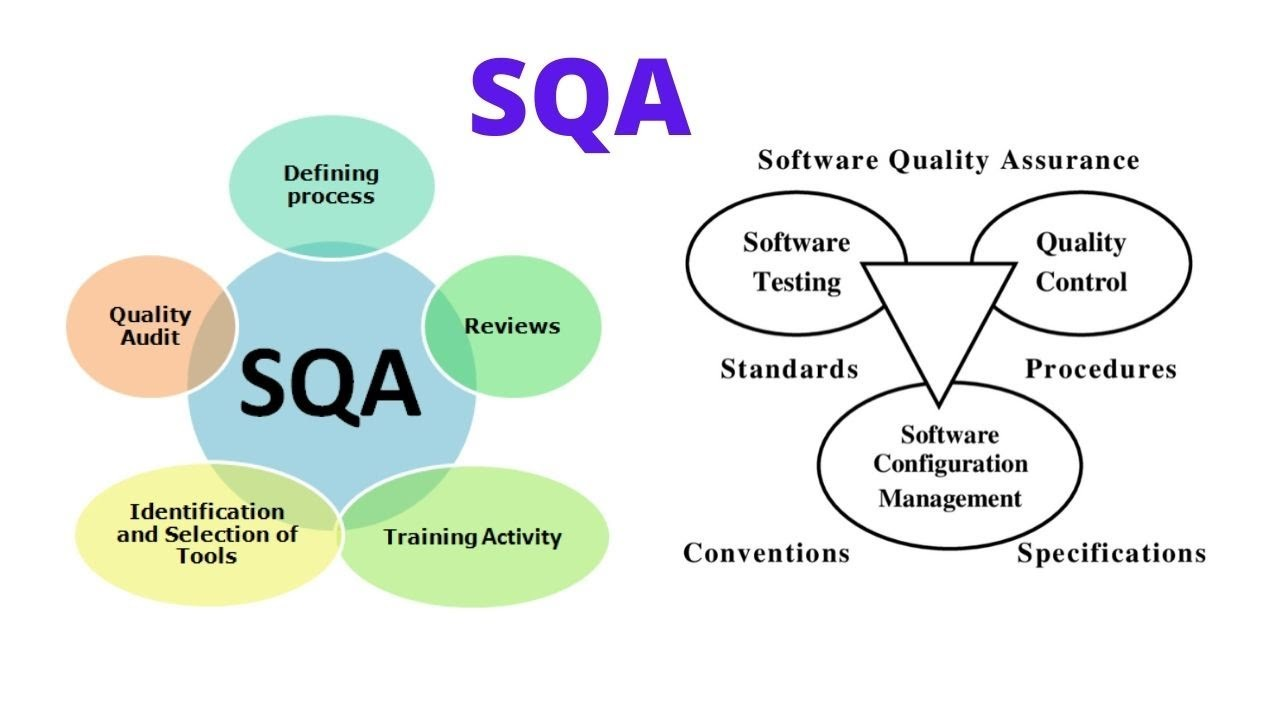 SQA
Defining
process
Quality
Audit
Reviews
SQA
Identification
and Selection of
Tools
Training Activity
Software Quality Assurance
Software
Testing
Quality
Control
Standards
Procedures
Software
Configuration
Management
Conventions
Specifications